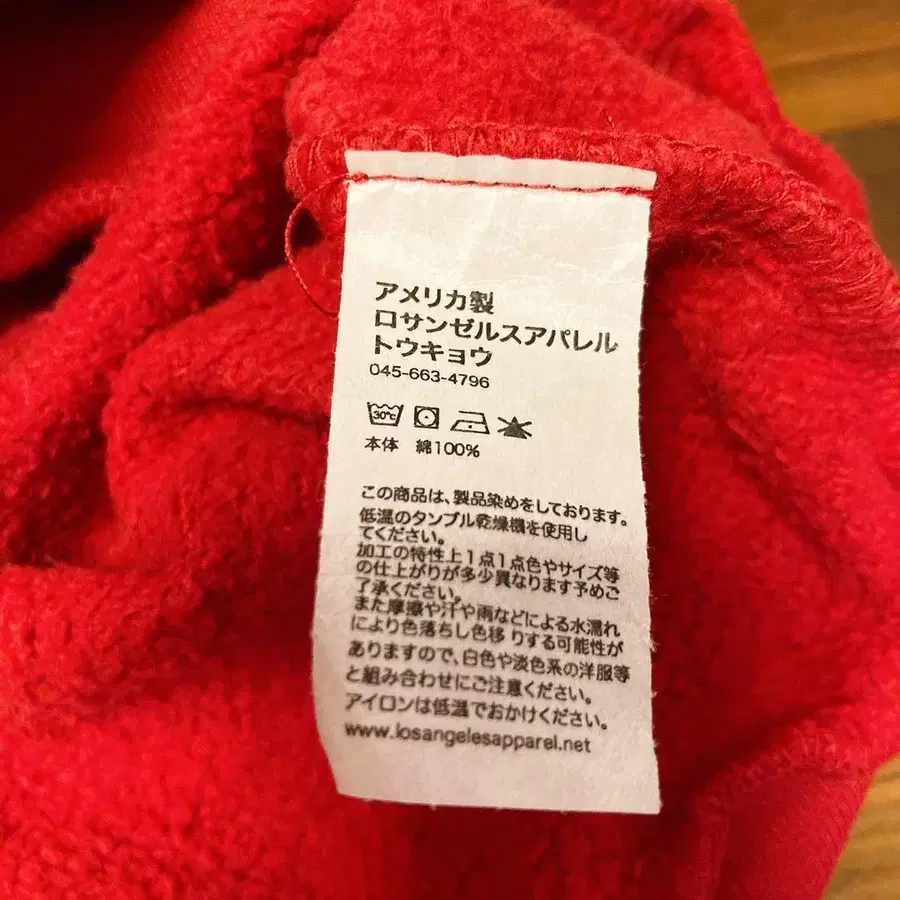 アメリカ製
ロサンゼルスアパレル
トウキョウ
045-663-4796
30℃
本体 綿100%
この商品は、製品染めをしております。
低温のタンブル乾燥機を使用し
てください。
加工の特性上1点1点色やサイズ等
の仕上がりが多少異なります予めご
了承ください。
また摩擦や汗や雨などによる水濡れ
により色落ちし色移りする可能性が
ありますので、白色や淡色系の洋服等
と組み合わせにご注意ください。
アイロンは低温でおかけください。
www.losangelesapparel.net